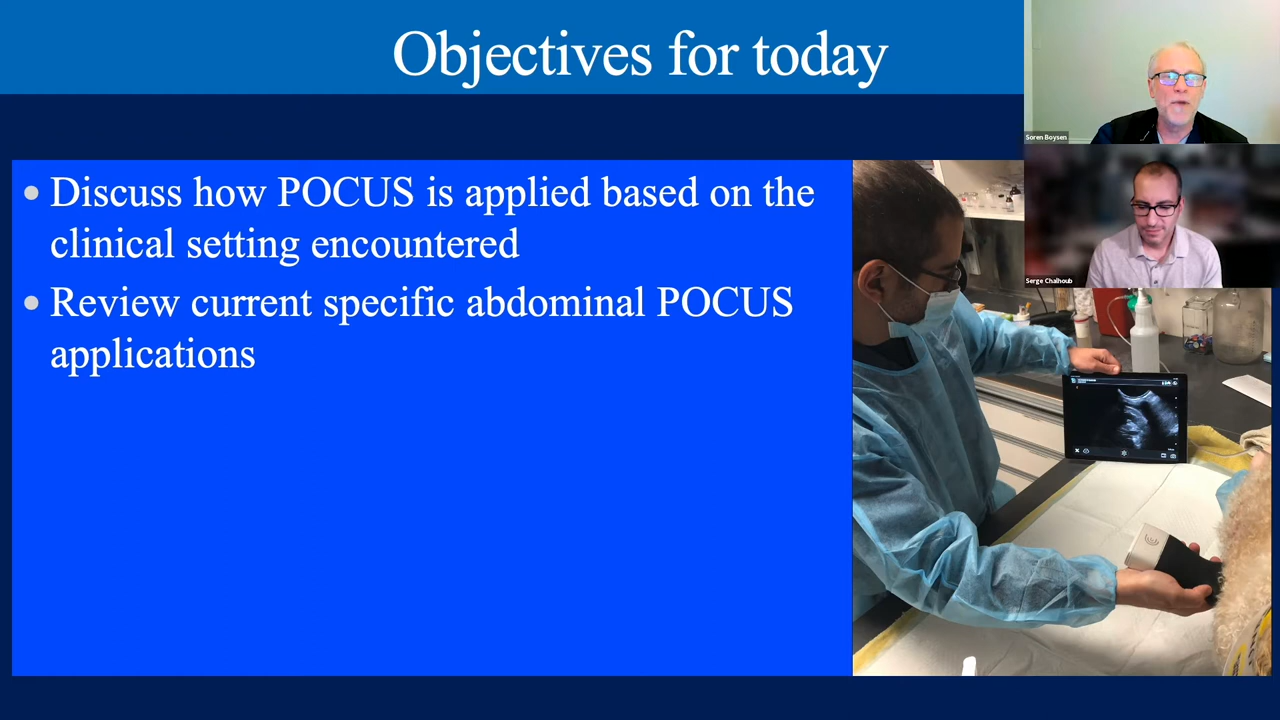 Objectives for today
Soren Boysen
• Discuss how POCUS is applied based on the
clinical setting encountered
Serge Chalhoub
• Review current specific abdominal POCUS
applications